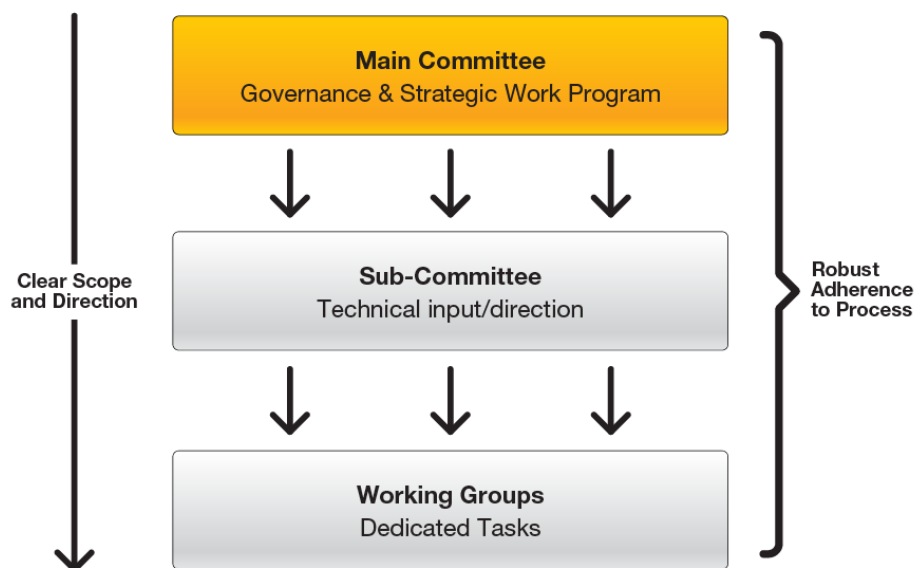 Main Committee
Governance & Strategic Work Program
Clear Scope
and Direction
Sub-Committee
Technical input/direction
Robust
Adherence
to Process
Working Groups
Dedicated Tasks